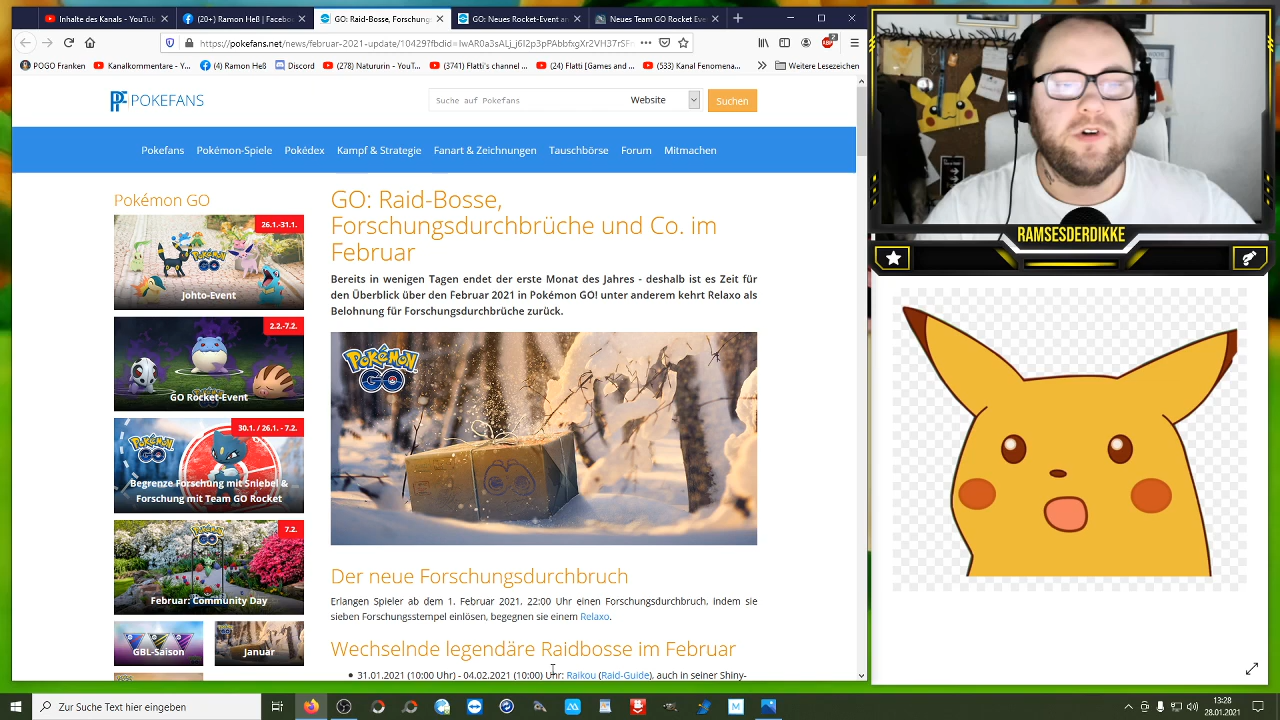 Inhalte des Kanals - YouTub
(20+) Ramon Heß | Facebo
GO: Raid-Bosse, Forschung
GO: Neues Rocket-Event an
Neues Team GO Rocket Eve
https://pokefans.net/news/februar-2021-update/10429?fbdid=
POGO Franken
Kanalkommentare - Y...
(4) Ramon Heß
Discord
(278) Natururin - YouT...
(3741) Flatti's channel ...
(24) Flatti [Games and ...
(533) Kanal Fenomena...
Weitere Lesezeichen
POKEFANS
Suche auf Pokefans
Website
Suchen
Pokefans Pokémon-Spiele Pokédex Kampf & Strategie Fanart & Zeichnungen Tauschbörse Forum Mitmachen
Pokémon GO
26.1.-31.1.
Johto-Event
2.2.-7.2.
GO Rocket-Event
30.1. / 26.1. - 7.2.
Begrenze Forschung mit Sniebel &
Forschung mit Team GO Rocket
7.2.
Februar: Community Day
GBL-Saison
Januar
GO: Raid-Bosse,
Forschungsdurchbrüche und Co. im
Februar
Bereits in wenigen Tagen endet der erste Monat des Jahres - deshalb ist es Zeit für
den Überblick über den Februar 2021 in Pokémon GO! unter anderem kehrt Relaxo als
Belohnung für Forschungsdurchbrüche zurück.
POKÉMON
GO
Der neue Forschungsdurchbruch
Erlangen Spieler ab dem 1. Februar 2021, 22:00 Uhr einen Forschungsdurchbruch, indem sie
sieben Forschungsstempel einlösen, begegnen sie einem Relaxo.
Wechselnde legendäre Raidbosse im Februar
31.01.2021 (10:00 Uhr) - 04.02.2021 (10:00) Uhr: Raikou (Raid-Guide), auch in seiner Shiny-
RAMSESDERDIKKE
Zur Suche Text hier eingeben
13:28
28.01.2021